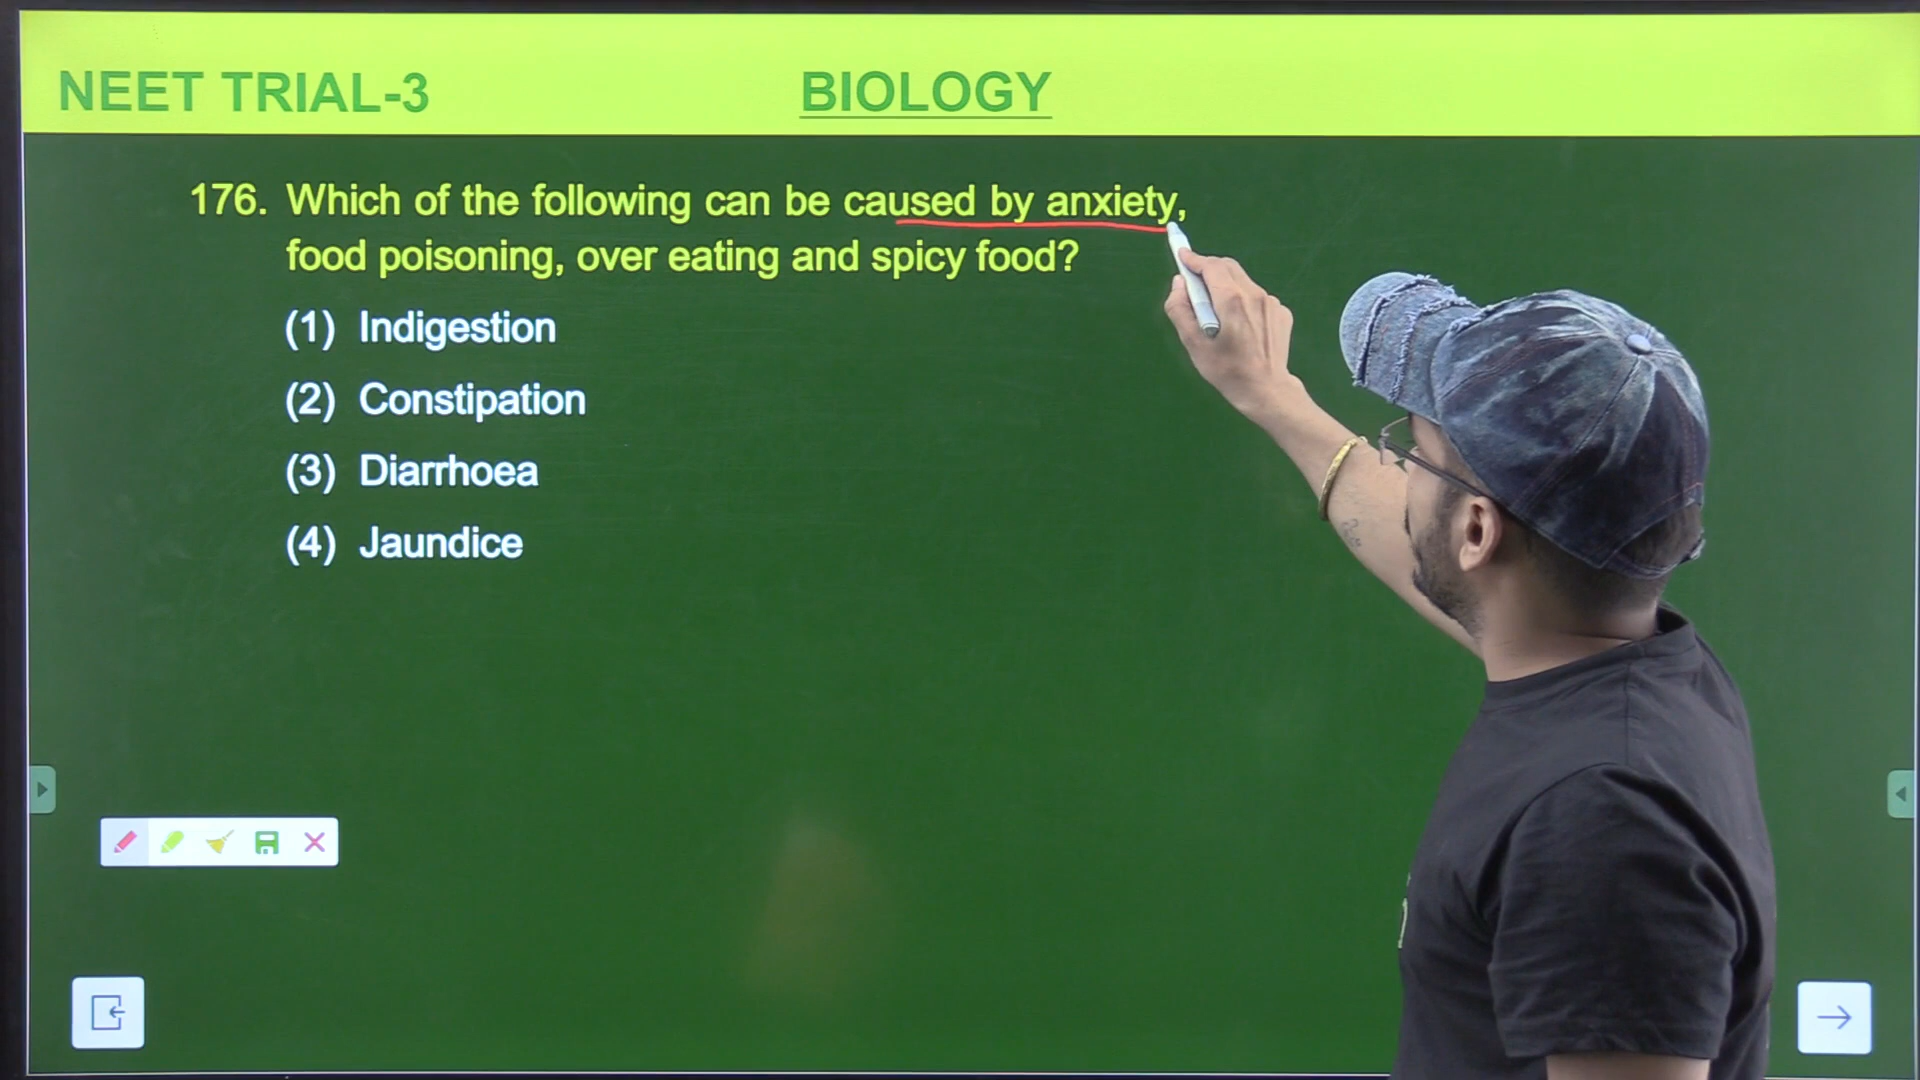 NEET TRIAL-3
BIOLOGY
176. Which of the following can be caused by anxiety,
food poisoning, over eating and spicy food?
(1) Indigestion
(2) Constipation
(3) Diarrhoea
(4) Jaundice